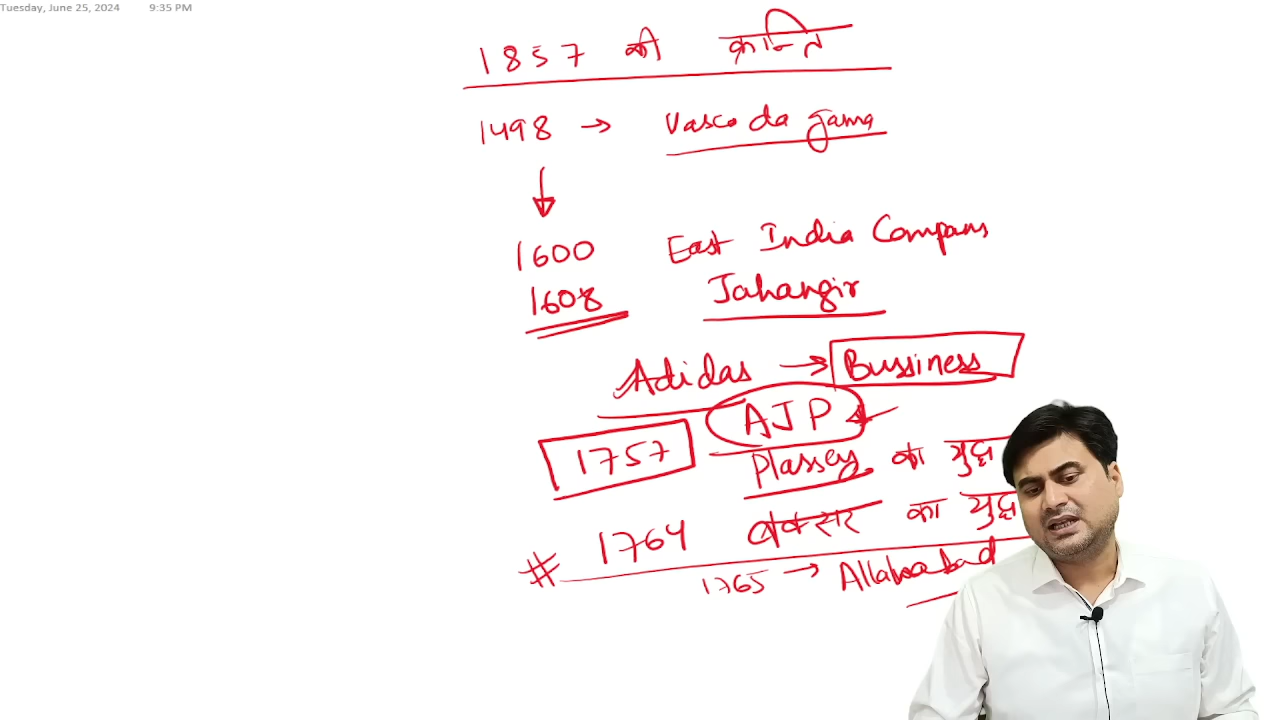 Tuesday, June 25, 2024 9:35 PM
1857 की क्रान्ति
1498 → Vasco da gama
1600 East India Company
1608 Jahangir
Adidas → Bussiness
AJP
1757 Plassey का युद्ध
1764 बक्सर का युद्ध
# 1765 → Allahabad